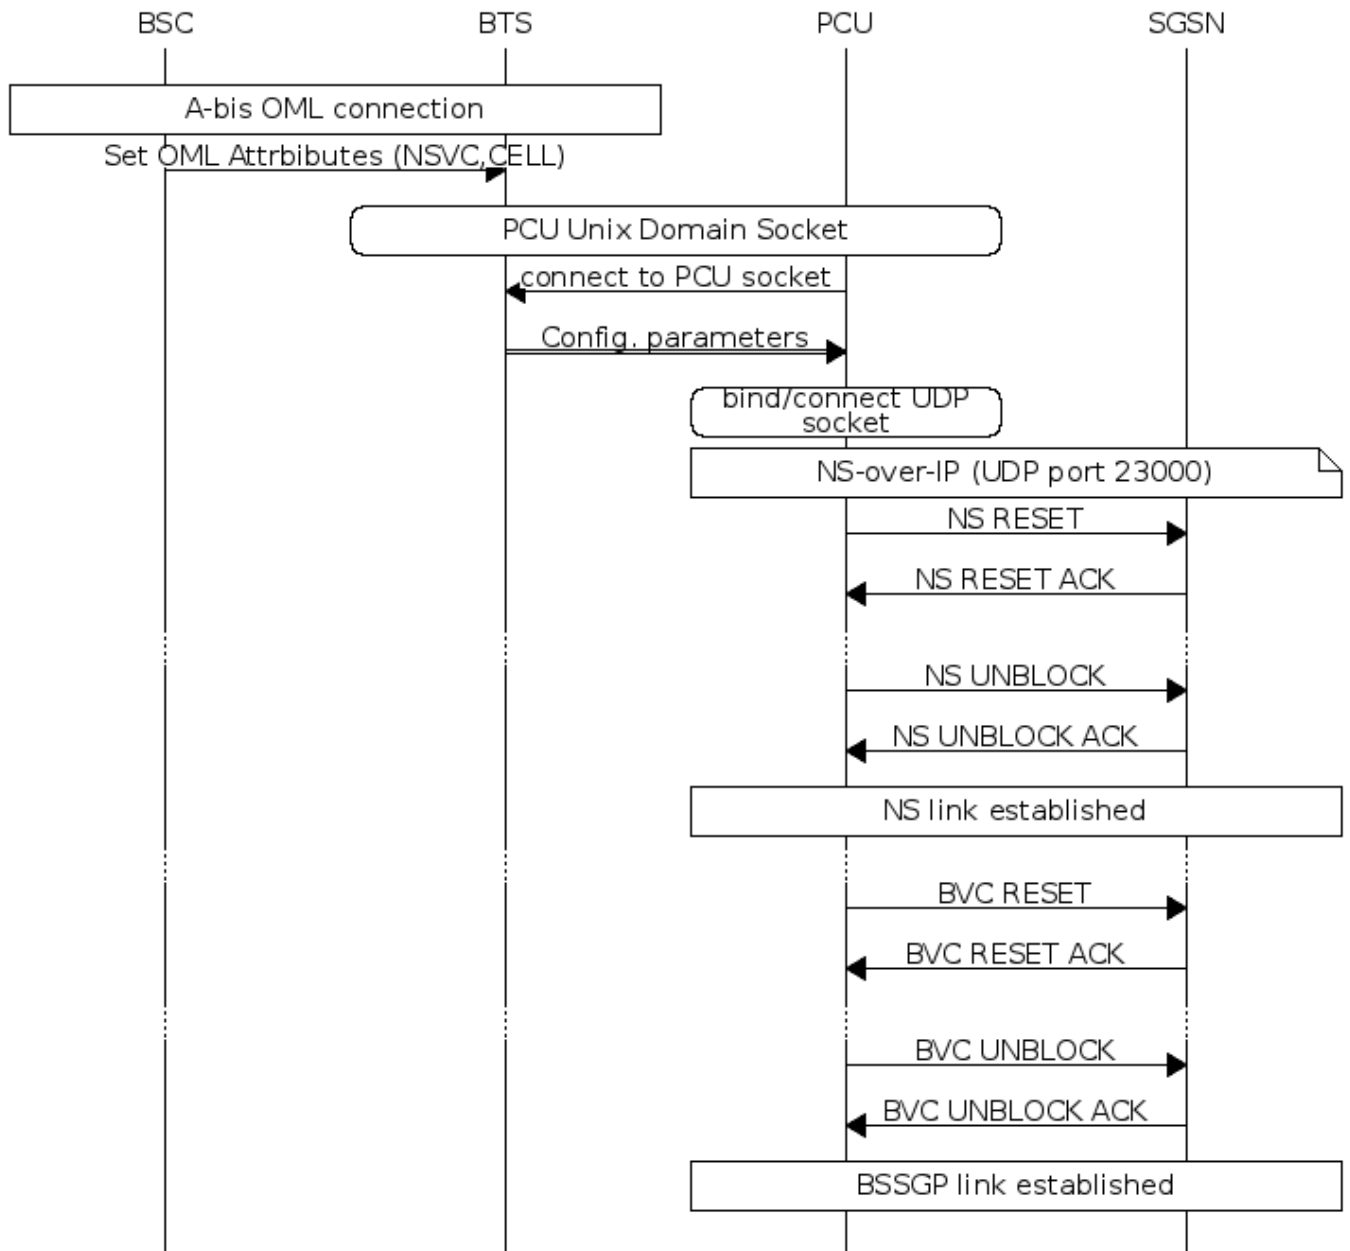 BSC BTS PCU SGSN
A-bis OML connection
Set OML Attrbibutes (NSVC,CELL)
PCU Unix Domain Socket
connect to PCU socket
Config. parameters
bind/connect UDP
socket
NS-over-IP (UDP port 23000)
NS RESET
NS RESET ACK
NS UNBLOCK
NS UNBLOCK ACK
NS link established
BVC RESET
BVC RESET ACK
BVC UNBLOCK
BVC UNBLOCK ACK
BSSGP link established